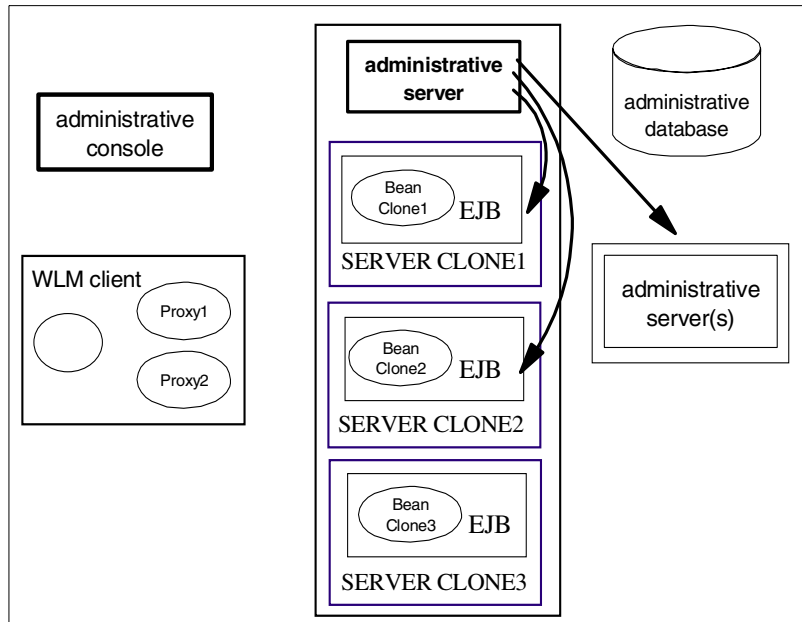 administrative
console
WLM client
Proxy1
Proxy2
administrative
server
Bean
Clone1
EJB
SERVER CLONE1
Bean
Clone2
EJB
SERVER CLONE2
Bean
Clone3
EJB
SERVER CLONE3
administrative
database
administrative
server(s)